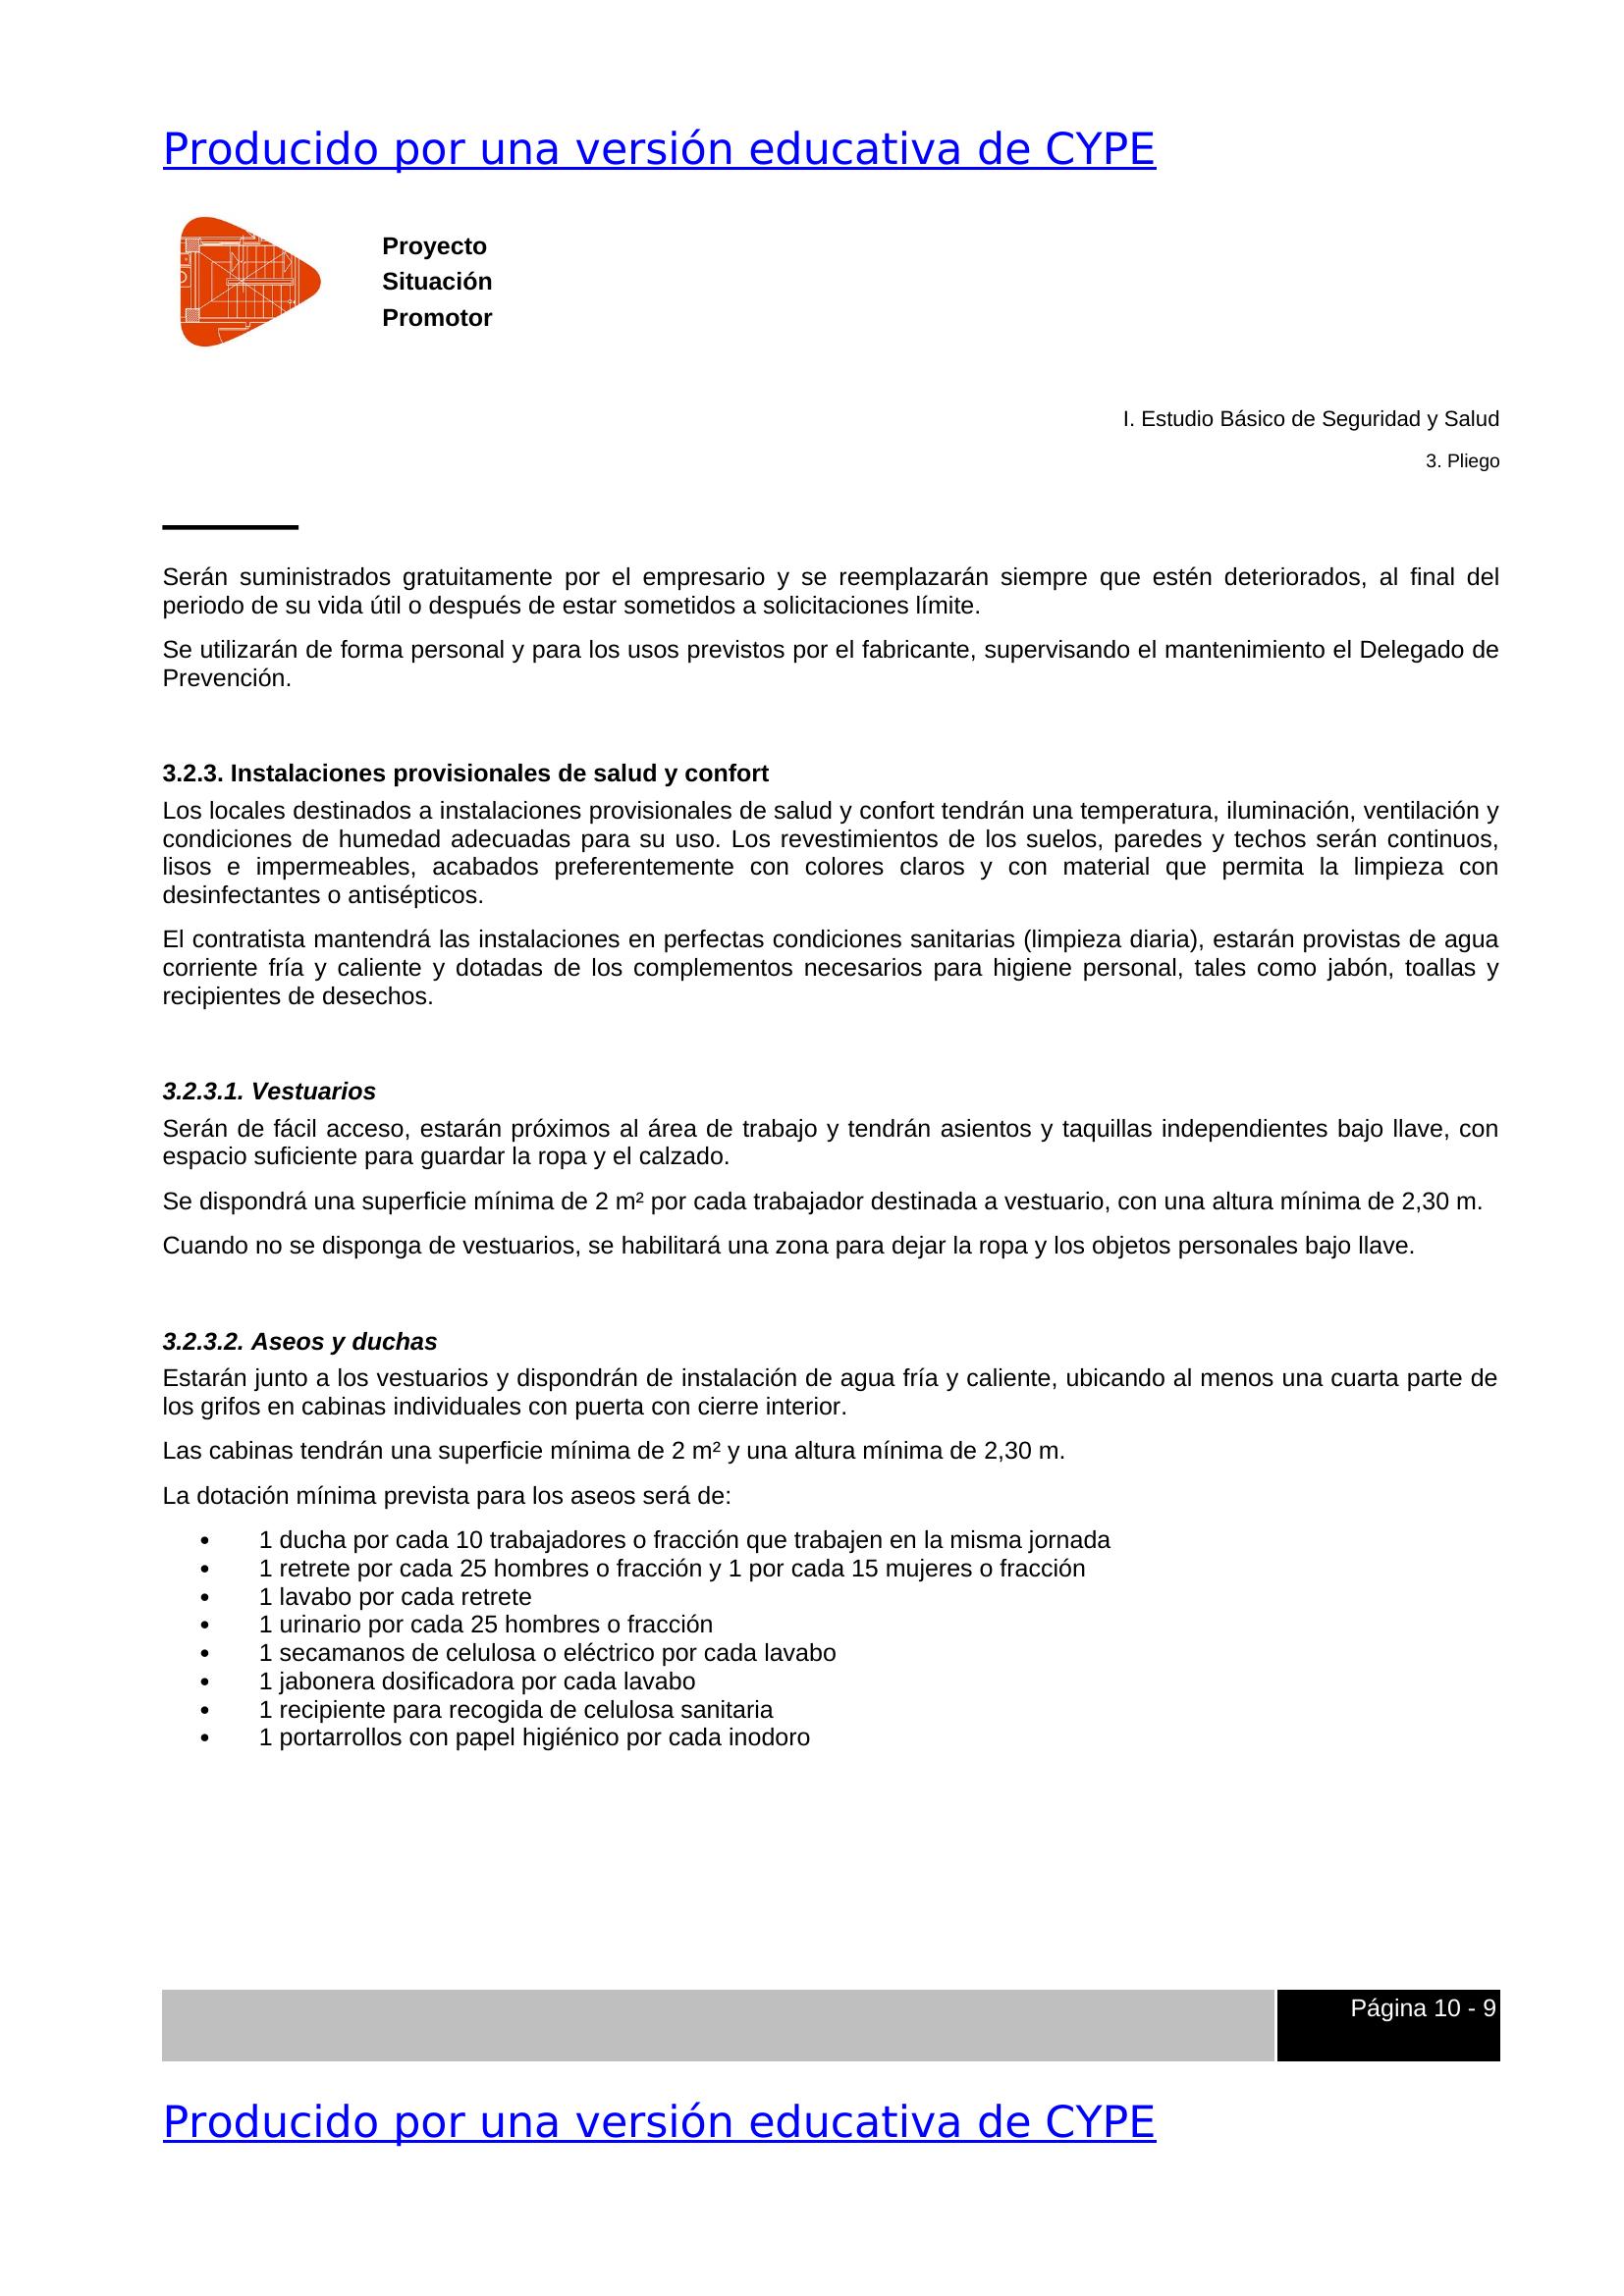 Producido por una versión educativa de CYPE
Proyecto
Situación
Promotor
I. Estudio Básico de Seguridad y Salud
3. Pliego
Serán suministrados gratuitamente por el empresario y se reemplazarán siempre que estén deteriorados, al final del
periodo de su vida útil o después de estar sometidos a solicitaciones límite.
Se utilizarán de forma personal y para los usos previstos por el fabricante, supervisando el mantenimiento el Delegado de
Prevención.
3.2.3. Instalaciones provisionales de salud y confort
Los locales destinados a instalaciones provisionales de salud y confort tendrán una temperatura, iluminación, ventilación y
condiciones de humedad adecuadas para su uso. Los revestimientos de los suelos, paredes y techos serán continuos,
lisos e impermeables, acabados preferentemente con colores claros y con material que permita la limpieza con
desinfectantes o antisépticos.
El contratista mantendrá las instalaciones en perfectas condiciones sanitarias (limpieza diaria), estarán provistas de agua
corriente fría y caliente y dotadas de los complementos necesarios para higiene personal, tales como jabón, toallas y
recipientes de desechos.
3.2.3.1. Vestuarios
Serán de fácil acceso, estarán próximos al área de trabajo y tendrán asientos y taquillas independientes bajo llave, con
espacio suficiente para guardar la ropa y el calzado.
Se dispondrá una superficie mínima de 2 m² por cada trabajador destinada a vestuario, con una altura mínima de 2,30 m.
Cuando no se disponga de vestuarios, se habilitará una zona para dejar la ropa y los objetos personales bajo llave.
3.2.3.2. Aseos y duchas
Estarán junto a los vestuarios y dispondrán de instalación de agua fría y caliente, ubicando al menos una cuarta parte de
los grifos en cabinas individuales con puerta con cierre interior.
Las cabinas tendrán una superficie mínima de 2 m² y una altura mínima de 2,30 m.
La dotación mínima prevista para los aseos será de:
• 1 ducha por cada 10 trabajadores o fracción que trabajen en la misma jornada
• 1 retrete por cada 25 hombres o fracción y 1 por cada 15 mujeres o fracción
• 1 lavabo por cada retrete
• 1 urinario por cada 25 hombres o fracción
• 1 secamanos de celulosa o eléctrico por cada lavabo
• 1 jabonera dosificadora por cada lavabo
• 1 recipiente para recogida de celulosa sanitaria
• 1 portarrollos con papel higiénico por cada inodoro
Página 10 - 9
Producido por una versión educativa de CYPE